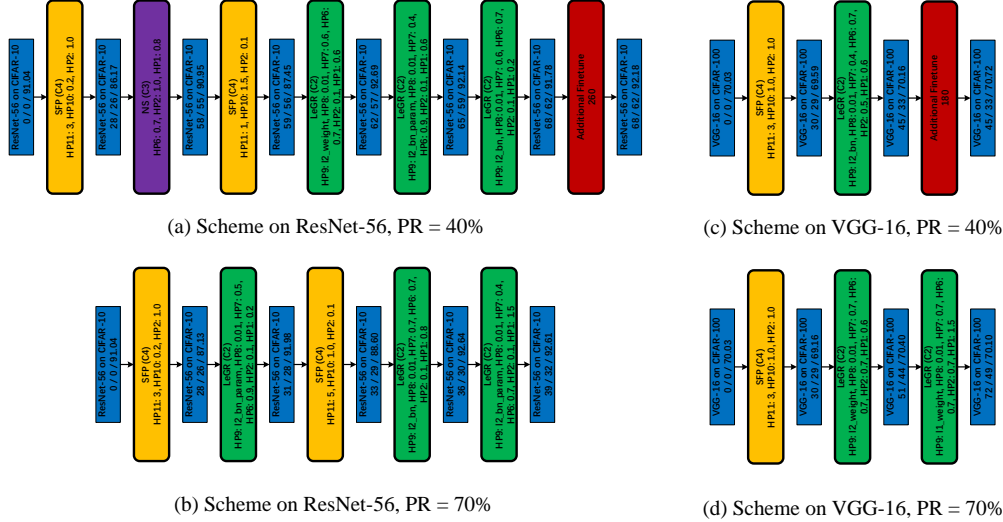 ResNet-56 on CIFAR-10
0 / 0 / 91.04
SFP (C4)
HP11: 3, HP10: 0.2, HP2: 1.0
ResNet-56 on CIFAR-10
28 / 26 / 86.17
NS (C3)
HP6: 0.7, HP2: 1.0, HP1: 0.8
ResNet-56 on CIFAR-10
58 / 55 / 90.95
SFP (C4)
HP11: 1, HP10: 1.5, HP2: 0.1
ResNet-56 on CIFAR-10
59 / 56 / 87.45
LeGR (C2)
HP9: l2_weight, HP8: 0.01, HP7: 0.6, HP6:
0.7, HP2: 0.1, HP1: 0.6
ResNet-56 on CIFAR-10
62 / 57 / 92.69
LeGR (C2)
HP9: l2_bn_param, HP8: 0.01, HP7: 0.4,
HP6: 0.9, HP2: 0.1, HP1: 0.6
ResNet-56 on CIFAR-10
65 / 59 / 92.14
LeGR (C2)
HP9: l2_bn, HP8: 0.01, HP7: 0.6, HP6: 0.7,
HP2: 0.1, HP1: 0.2
ResNet-56 on CIFAR-10
68 / 62 / 91.78
Additional Finetune
260
ResNet-56 on CIFAR-10
68 / 62 / 92.18
(a) Scheme on ResNet-56, PR = 40%
VGG-16 on CIFAR-100
0 / 0 / 70.03
SFP (C4)
HP11: 3, HP10: 1.0, HP2: 1.0
VGG-16 on CIFAR-100
30 / 29 / 69.59
LeGR (C2)
HP9: l2_bn, HP8: 0.01, HP7: 0.4, HP6: 0.7,
HP2: 0.5, HP1: 0.6
VGG-16 on CIFAR-100
45 / 33 / 70.16
Additional Finetune
180
VGG-16 on CIFAR-100
45 / 33 / 70.72
(c) Scheme on VGG-16, PR = 40%
ResNet-56 on CIFAR-10
0 / 0 / 91.04
SFP (C4)
HP11: 3, HP10: 0.2, HP2: 1.0
ResNet-56 on CIFAR-10
28 / 26 / 87.13
LeGR (C2)
HP9: l2_bn_param, HP8: 0.01, HP7: 0.5,
HP6: 0.9, HP2: 0.1, HP1: 0.2
ResNet-56 on CIFAR-10
31 / 28 / 91.98
SFP (C4)
HP11: 5, HP10: 1.0, HP2: 0.1
ResNet-56 on CIFAR-10
33 / 29 / 88.60
LeGR (C2)
HP9: l2_bn, HP8: 0.01, HP7: 0.7, HP6: 0.7,
HP2: 0.1, HP1: 0.8
ResNet-56 on CIFAR-10
36 / 30 / 92.64
LeGR (C2)
HP9: l2_bn_param, HP8: 0.01, HP7: 0.4,
HP6: 0.7, HP2: 0.1, HP1: 1.5
ResNet-56 on CIFAR-10
39 / 32 / 92.61
(b) Scheme on ResNet-56, PR = 70%
VGG-16 on CIFAR-100
0 / 0 / 70.03
SFP (C4)
HP11: 3, HP10: 1.0, HP2: 1.0
VGG-16 on CIFAR-100
30 / 29 / 69.16
LeGR (C2)
HP9: l2_weight, HP8: 0.01, HP7: 0.7, HP6:
0.7, HP2: 0.7, HP1: 0.6
VGG-16 on CIFAR-100
51 / 44 / 70.40
LeGR (C2)
HP9: l1_weight, HP8: 0.01, HP7: 0.7, HP6:
0.7, HP2: 0.7, HP1: 1.5
VGG-16 on CIFAR-100
72 / 49 / 70.10
(d) Scheme on VGG-16, PR = 70%